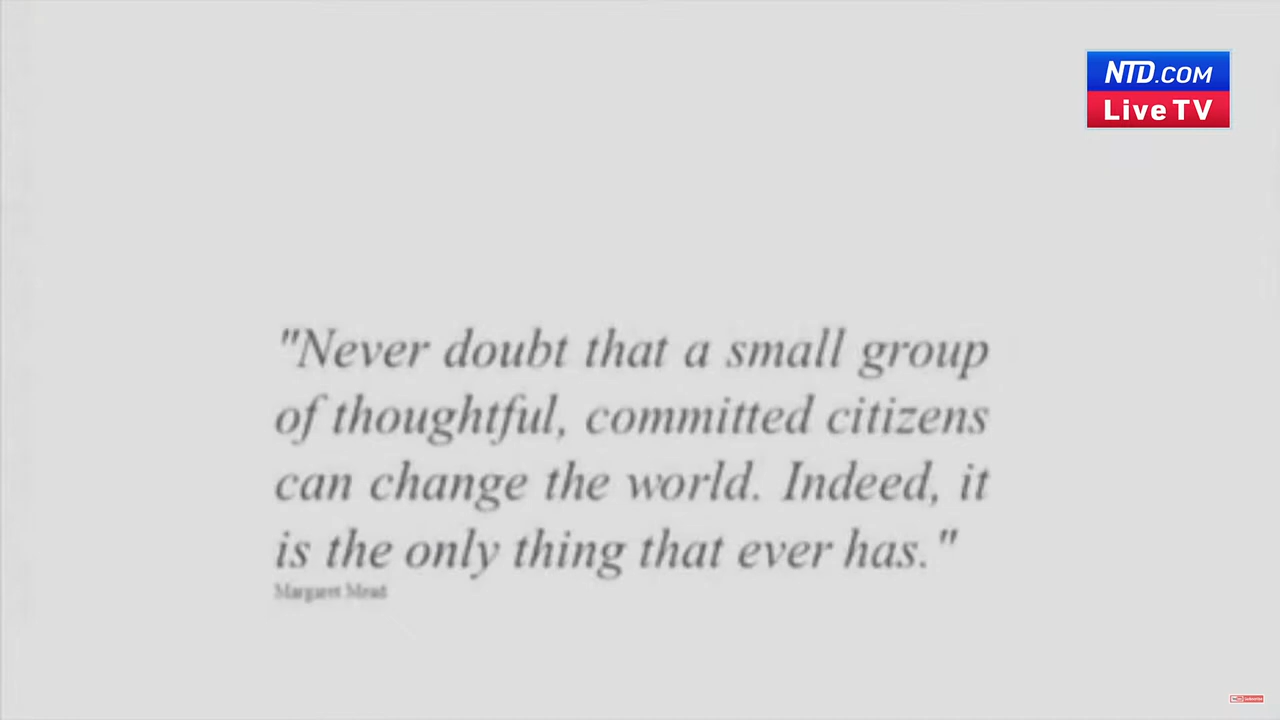 NTD.COM
Live TV
"Never doubt that a small group
of thoughtful, committed citizens
can change the world. Indeed, it
is the only thing that ever has."
Margaret Mead